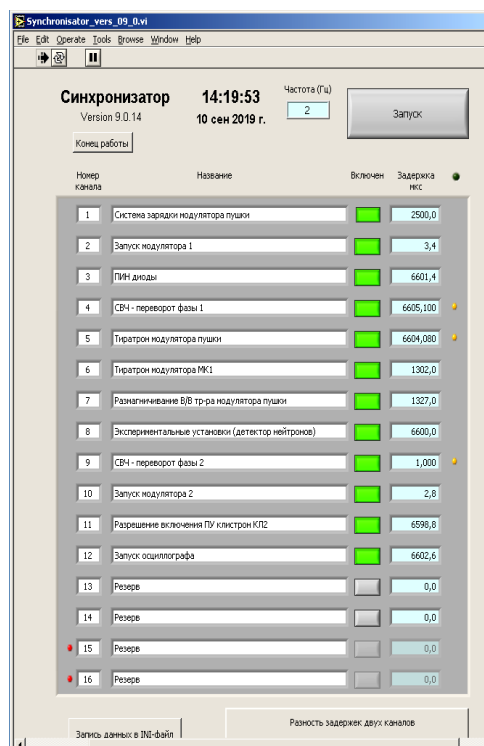 Synchronisator_vers_09_0.vi
File Edit Operate Tools Browse Window Help
Синхронизатор 14:19:53 Частота (Гц)
Version 9.0.14 10 сен 2019 г. 2 Запуск
Конец работы
Номер канала Название Включен Задержка мкс
1 Система зарядки модулятора пушки 2500,0
2 Запуск модулятора 1 3,4
3 ПИН диоды 6601,4
4 СВЧ - переворот фазы 1 6605,100
5 Тиратрон модулятора пушки 6604,080
6 Тиратрон модулятора МК1 1302,0
7 Размагничивание В/В тр-ра модулятора пушки 1327,0
8 Экспериментальные установки (детектор нейтронов) 6600,0
9 СВЧ - переворот фазы 2 1,000
10 Запуск модулятора 2 2,8
11 Разрешение включения ПУ клистрон КЛ2 6598,8
12 Запуск осциллографа 6602,6
13 Резерв 0,0
14 Резерв 0,0
15 Резерв 0,0
16 Резерв 0,0
Запись данных в INI-файл Разность задержек двух каналов